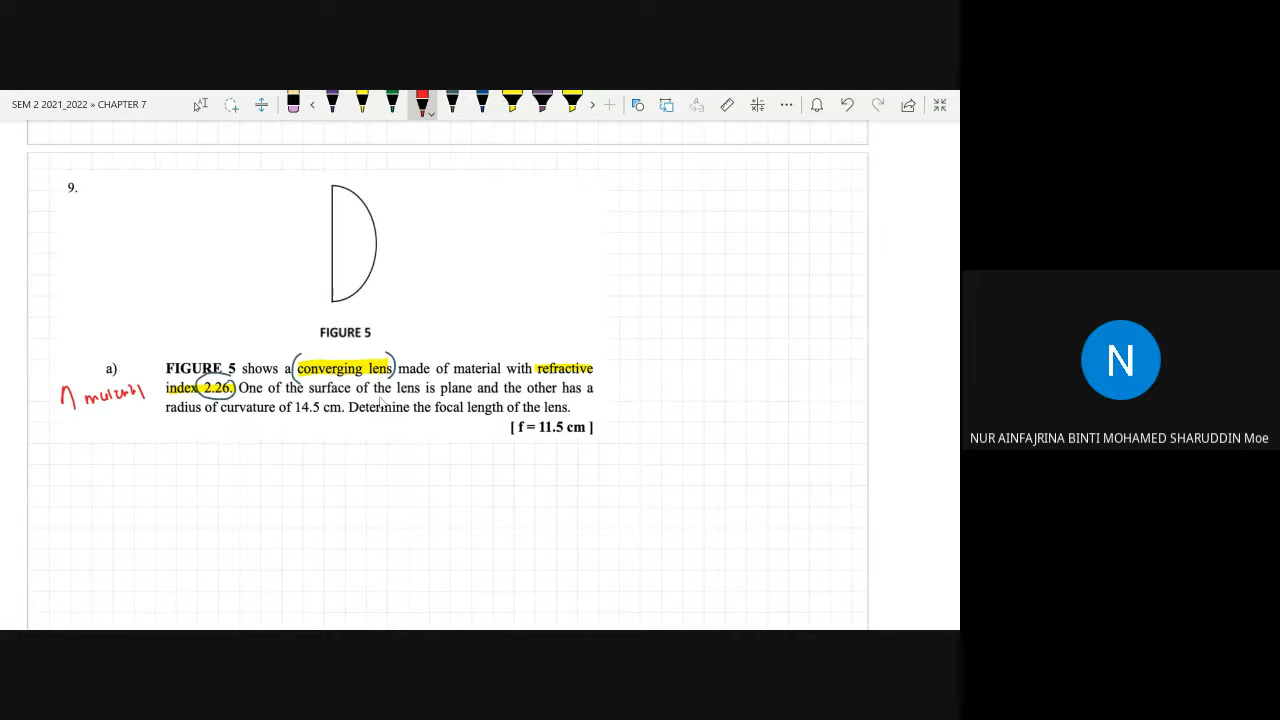 SEM 2 2021_2022 » CHAPTER 7
9.
FIGURE 5
a) FIGURE 5 shows a converging lens made of material with refractive
index 2.26. One of the surface of the lens is plane and the other has a
radius of curvature of 14.5 cm. Determine the focal length of the lens.
[ f = 11.5 cm ]
N
NUR AINFAJRINA BINTI MOHAMED SHARUDDIN Moe